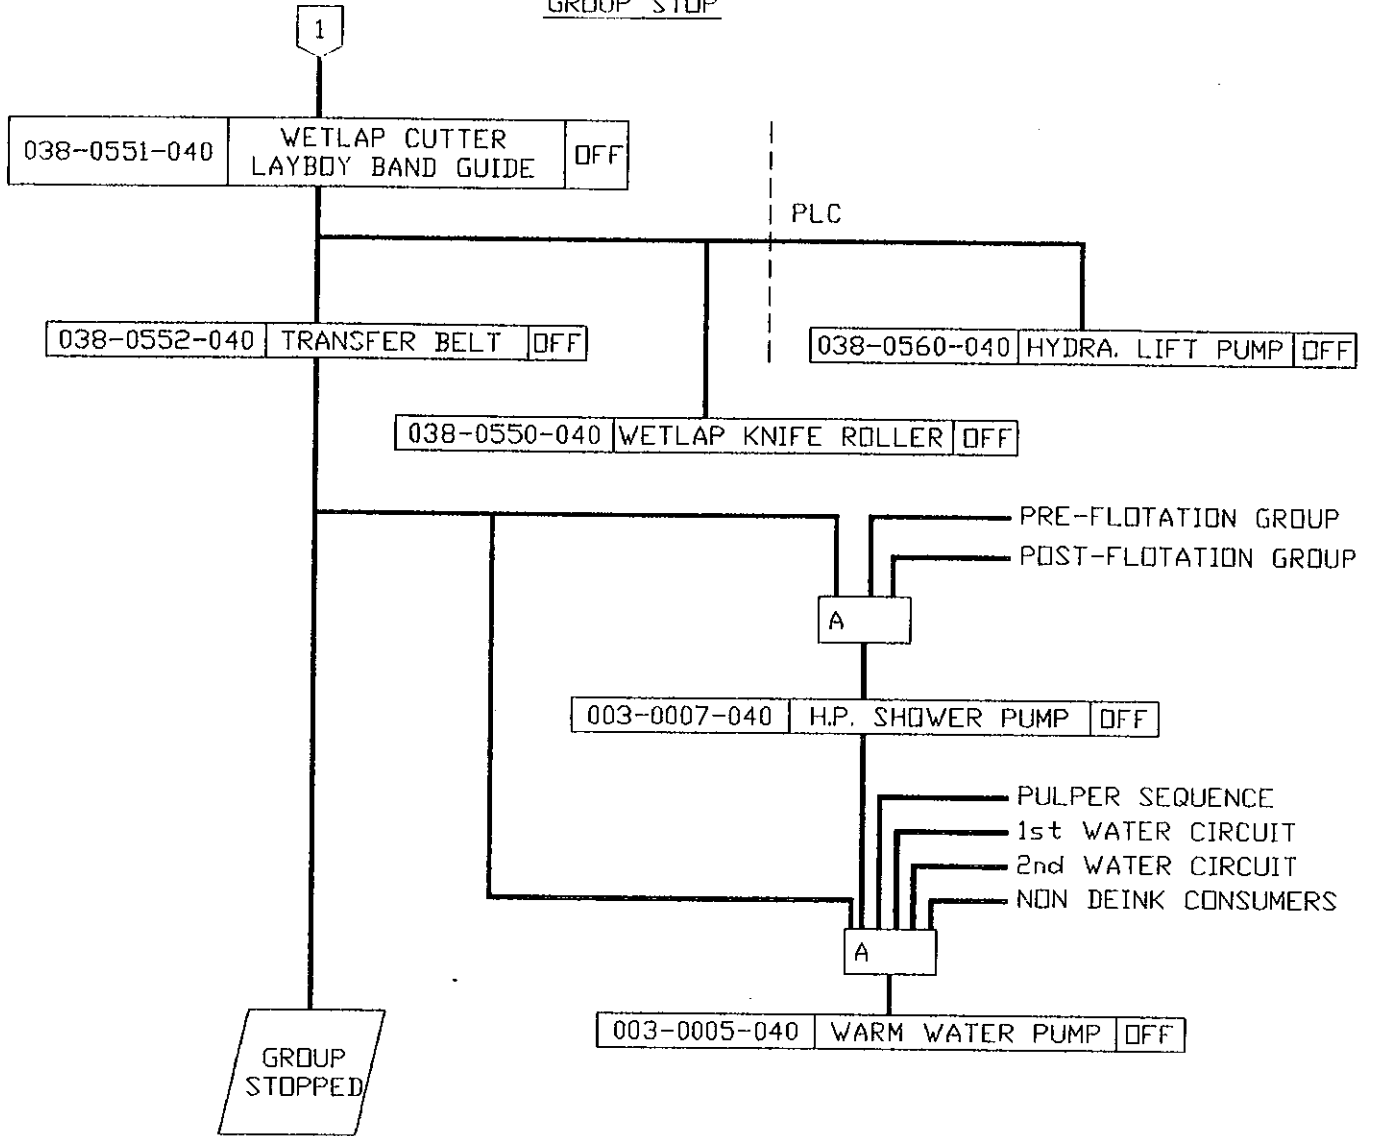 GROUP STOP
1
038-0551-040 WETLAP CUTTER LAYBOY BAND GUIDE OFF
PLC
038-0552-040 TRANSFER BELT OFF
038-0560-040 HYDRA. LIFT PUMP OFF
038-0550-040 WETLAP KNIFE ROLLER OFF
PRE-FLOTATION GROUP
POST-FLOTATION GROUP
A
003-0007-040 H.P. SHOWER PUMP OFF
PULPER SEQUENCE
1st WATER CIRCUIT
2nd WATER CIRCUIT
NON DEINK CONSUMERS
A
003-0005-040 WARM WATER PUMP OFF
GROUP
STOPPED